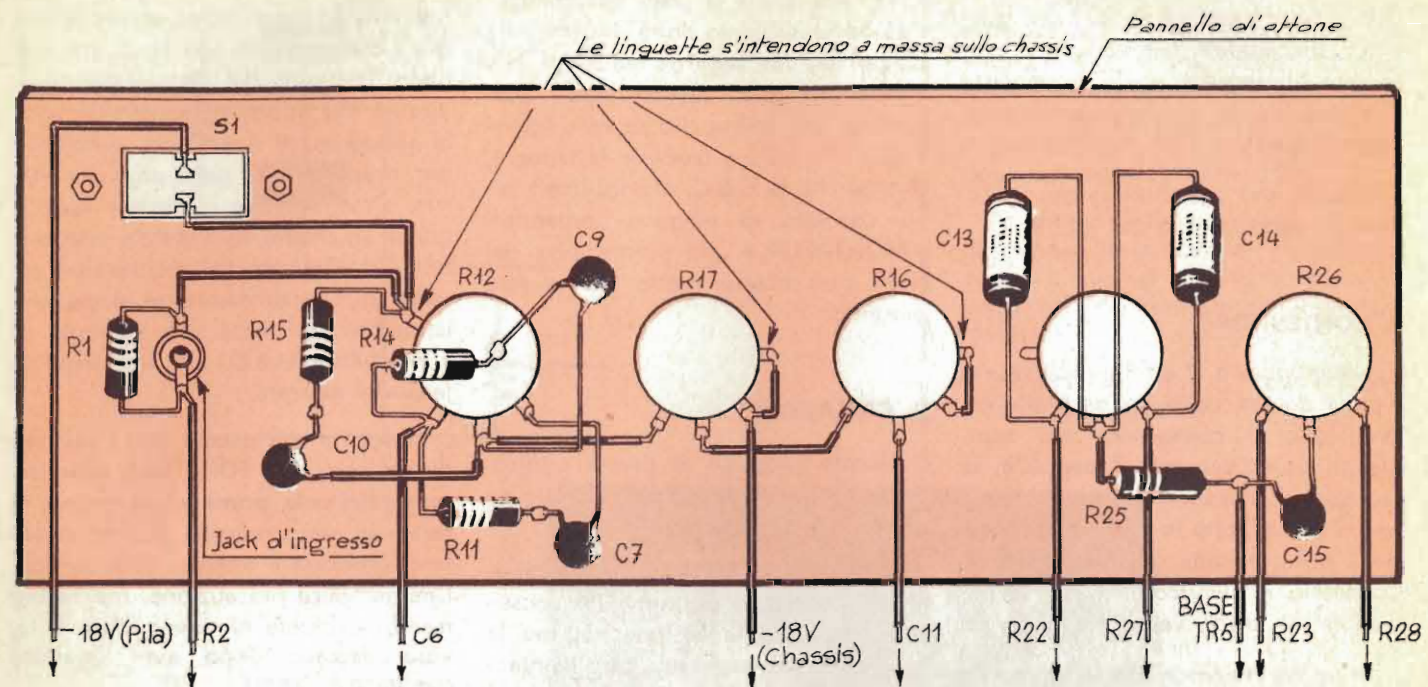 Le linguette s'intendono a massa sullo chassis
Pannello di ottone
S1
C9
C13
C14
R12
R17
R16
R26
R1
R15
R14
C10
R25
R11
C7
C15
Jack d'ingresso
-18V (Pila)
R2
C6
-18V
(Chassis)
C11
R22
R27
BASE
TR5
R23
R28